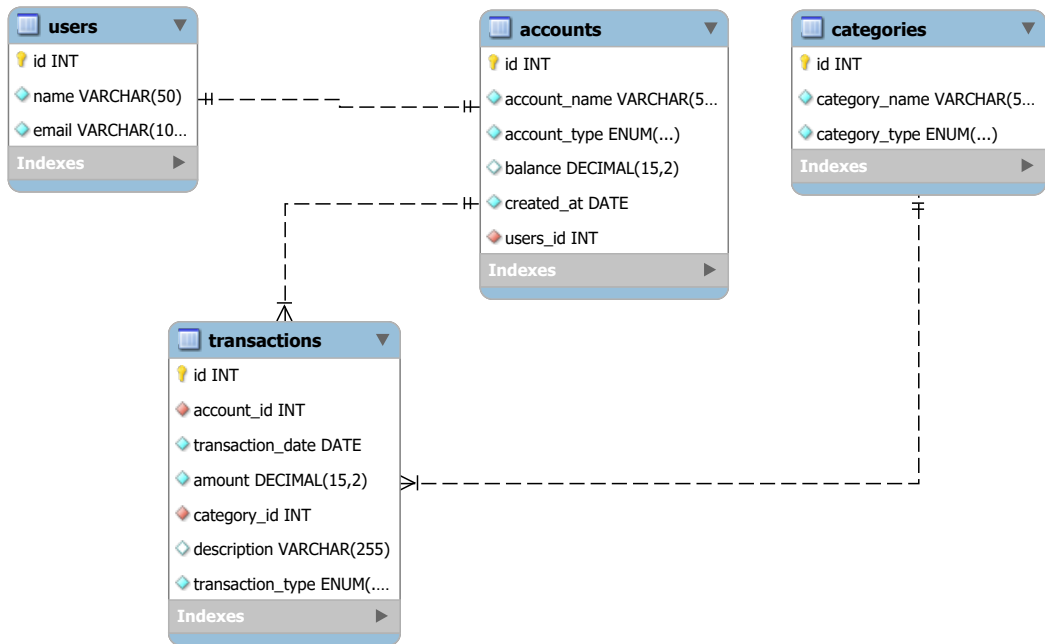 users
id INT
name VARCHAR(50)
email VARCHAR(10...
Indexes
accounts
id INT
account_name VARCHAR(5...
account_type ENUM(...)
balance DECIMAL(15,2)
created_at DATE
users_id INT
Indexes
categories
id INT
category_name VARCHAR(5...
category_type ENUM(...)
Indexes
transactions
id INT
account_id INT
transaction_date DATE
amount DECIMAL(15,2)
category_id INT
description VARCHAR(255)
transaction_type ENUM(....
Indexes